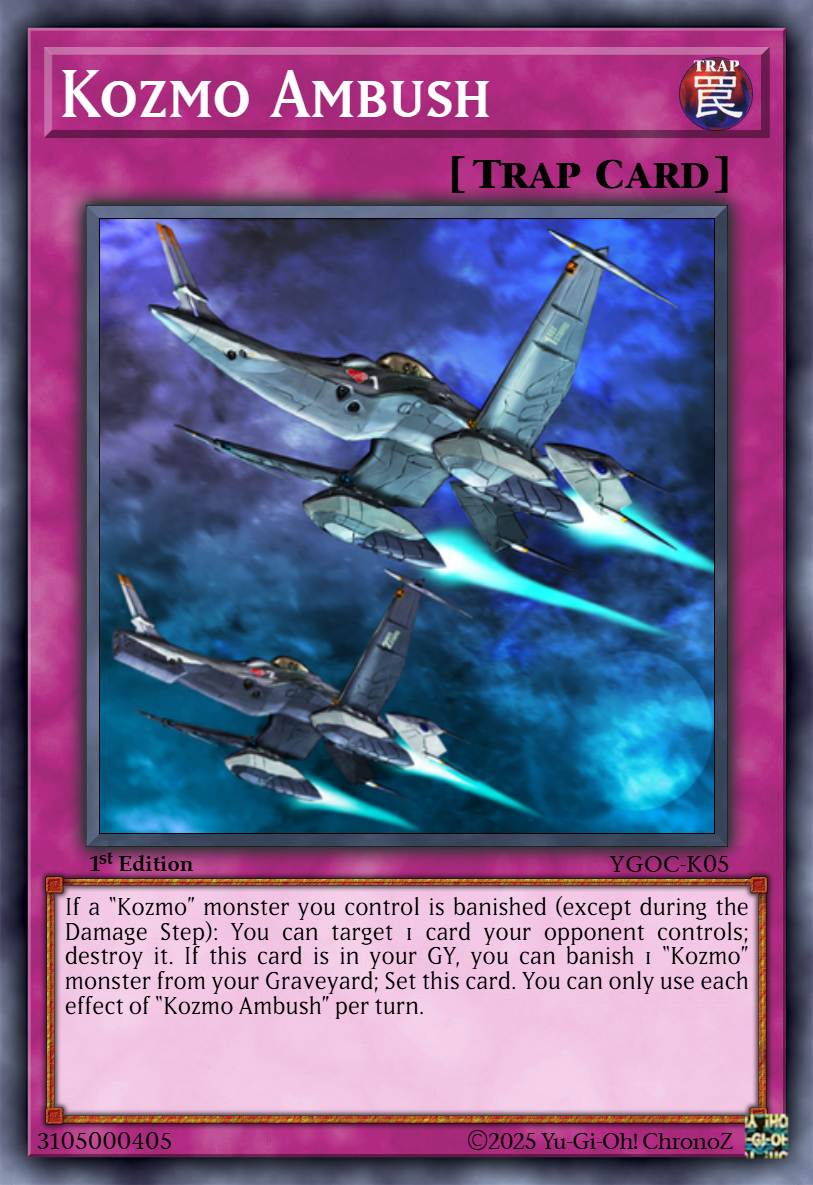 Kozmo Ambush
TRAP
罠
[Trap Card]
1st Edition
YGOC-K05
If a "Kozmo" monster you control is banished (except during the
Damage Step): You can target 1 card your opponent controls;
destroy it. If this card is in your GY, you can banish 1 "Kozmo"
monster from your Graveyard; Set this card. You can only use each
effect of "Kozmo Ambush" per turn.
3105000405
©2025 Yu-Gi-Oh! ChronoZ